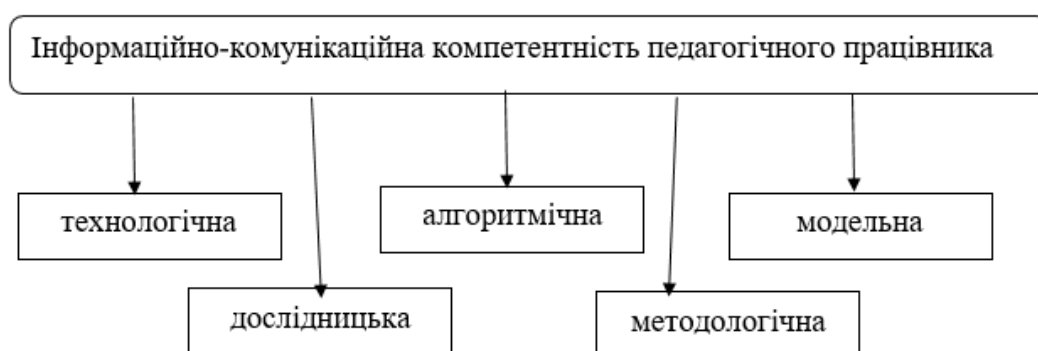 Інформаційно-комунікаційна компетентність педагогічного працівника
технологічна
алгоритмічна
модельна
дослідницька
методологічна